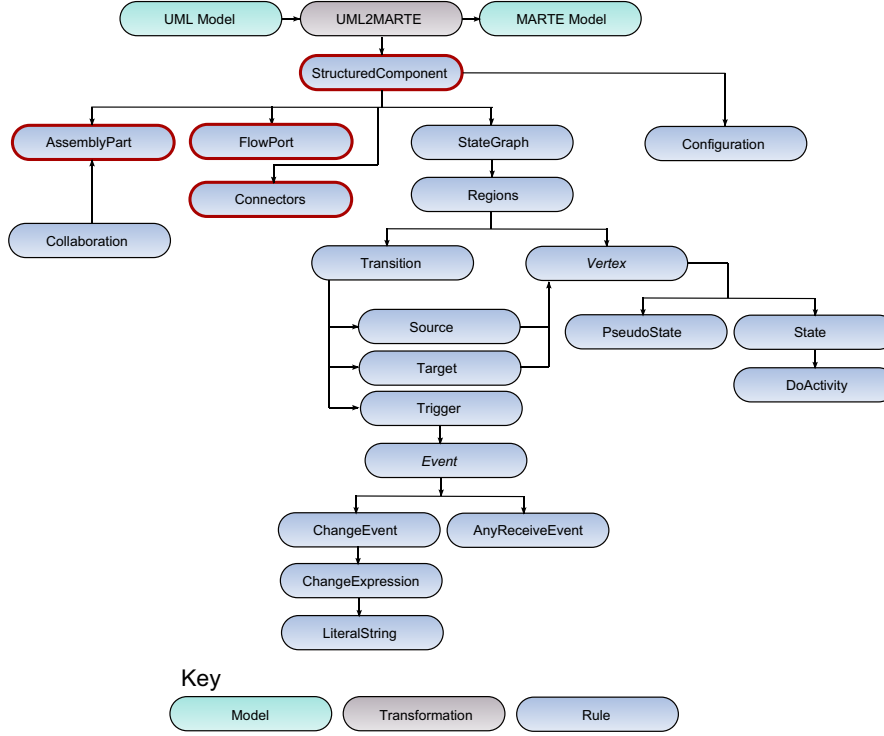 UML Model
UML2MARTE
MARTE Model
StructuredComponent
AssemblyPart
FlowPort
StateGraph
Configuration
Connectors
Regions
Collaboration
Transition
Vertex
Source
PseudoState
State
Target
DoActivity
Trigger
Event
ChangeEvent
AnyReceiveEvent
ChangeExpression
LiteralString
Key
Model
Transformation
Rule